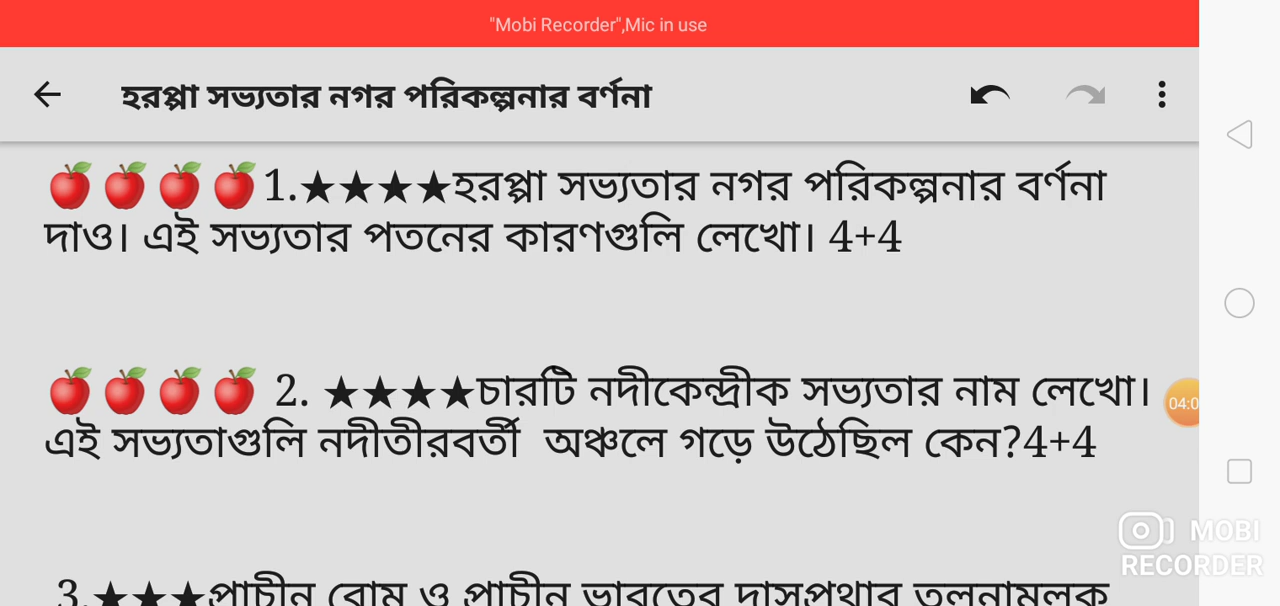 "Mobi Recorder",Mic in use
হরপ্পা সভ্যতার নগর পরিকল্পনার বর্ণনা
1.★★★★হরপ্পা সভ্যতার নগর পরিকল্পনার বর্ণনা
দাও। এই সভ্যতার পতনের কারণগুলি লেখো। 4+4
2. ★★★★চারটি নদীকেন্দ্রীক সভ্যতার নাম লেখো।
04:0
এই সভ্যতাগুলি নদীতীরবর্তী অঞ্চলে গড়ে উঠেছিল কেন?4+4
MOBI
RECORDER
3.★★★প্রাচীন রোম ও প্রাচীন ভারতের দাসপ্রথার তুলনামূলক